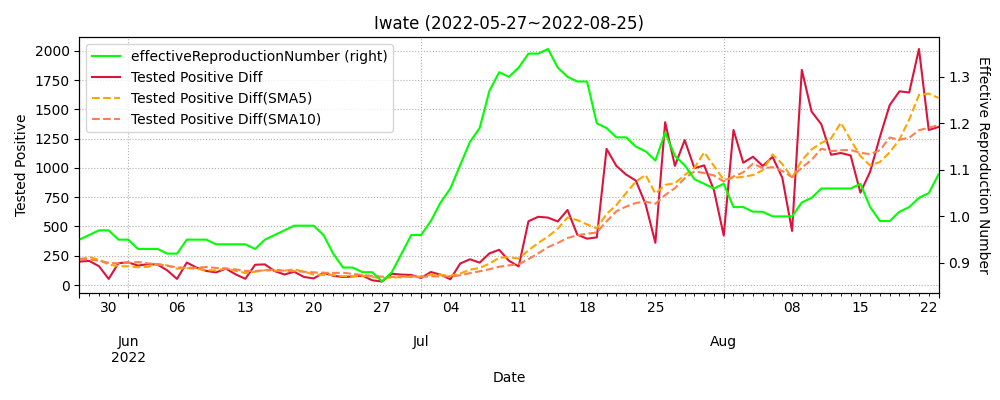 Iwate (2022-05-27~2022-08-25)
effectiveReproductionNumber (right)
Tested Positive Diff
Tested Positive Diff(SMA5)
Tested Positive Diff(SMA10)
Tested Positive
2000
1750
1500
1250
1000
750
500
250
0
1.3
1.2
1.1
1.0
0.9
Effective Reproduction Number
30 06 13 20 27 04 11 18 25 08 15 22
Jun Jul Aug
2022
Date